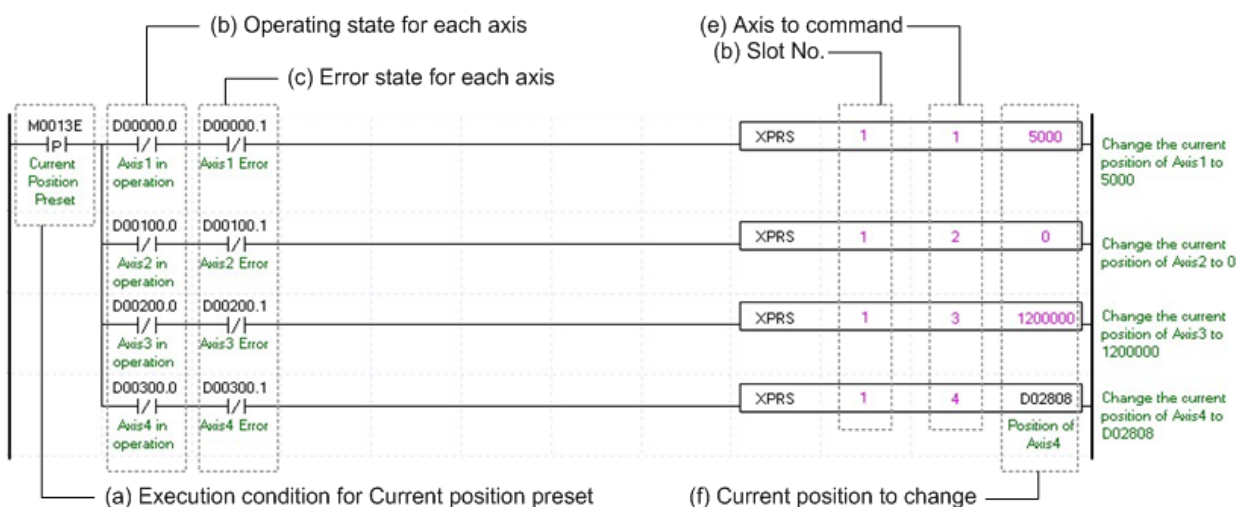 (b) Operating state for each axis
(e) Axis to command
(b) Slot No.
(c) Error state for each axis
M0013E D00000.0 D00000.1
P
XPRS 1 1 5000
Current
Position
Preset
Axis1 in
operation
Axis1 Error
Change the current
position of Axis1 to
5000
D00100.0 D00100.1
XPRS 1 2 0
Axis2 in
operation
Axis2 Error
Change the current
position of Axis2 to 0
D00200.0 D00200.1
XPRS 1 3 1200000
Axis3 in
operation
Axis3 Error
Change the current
position of Axis3 to
1200000
D00300.0 D00300.1
XPRS 1 4 D02808
Axis4 in
operation
Axis4 Error
Position of
Axis4
Change the current
position of Axis4 to
D02808
(a) Execution condition for Current position preset
(f) Current position to change